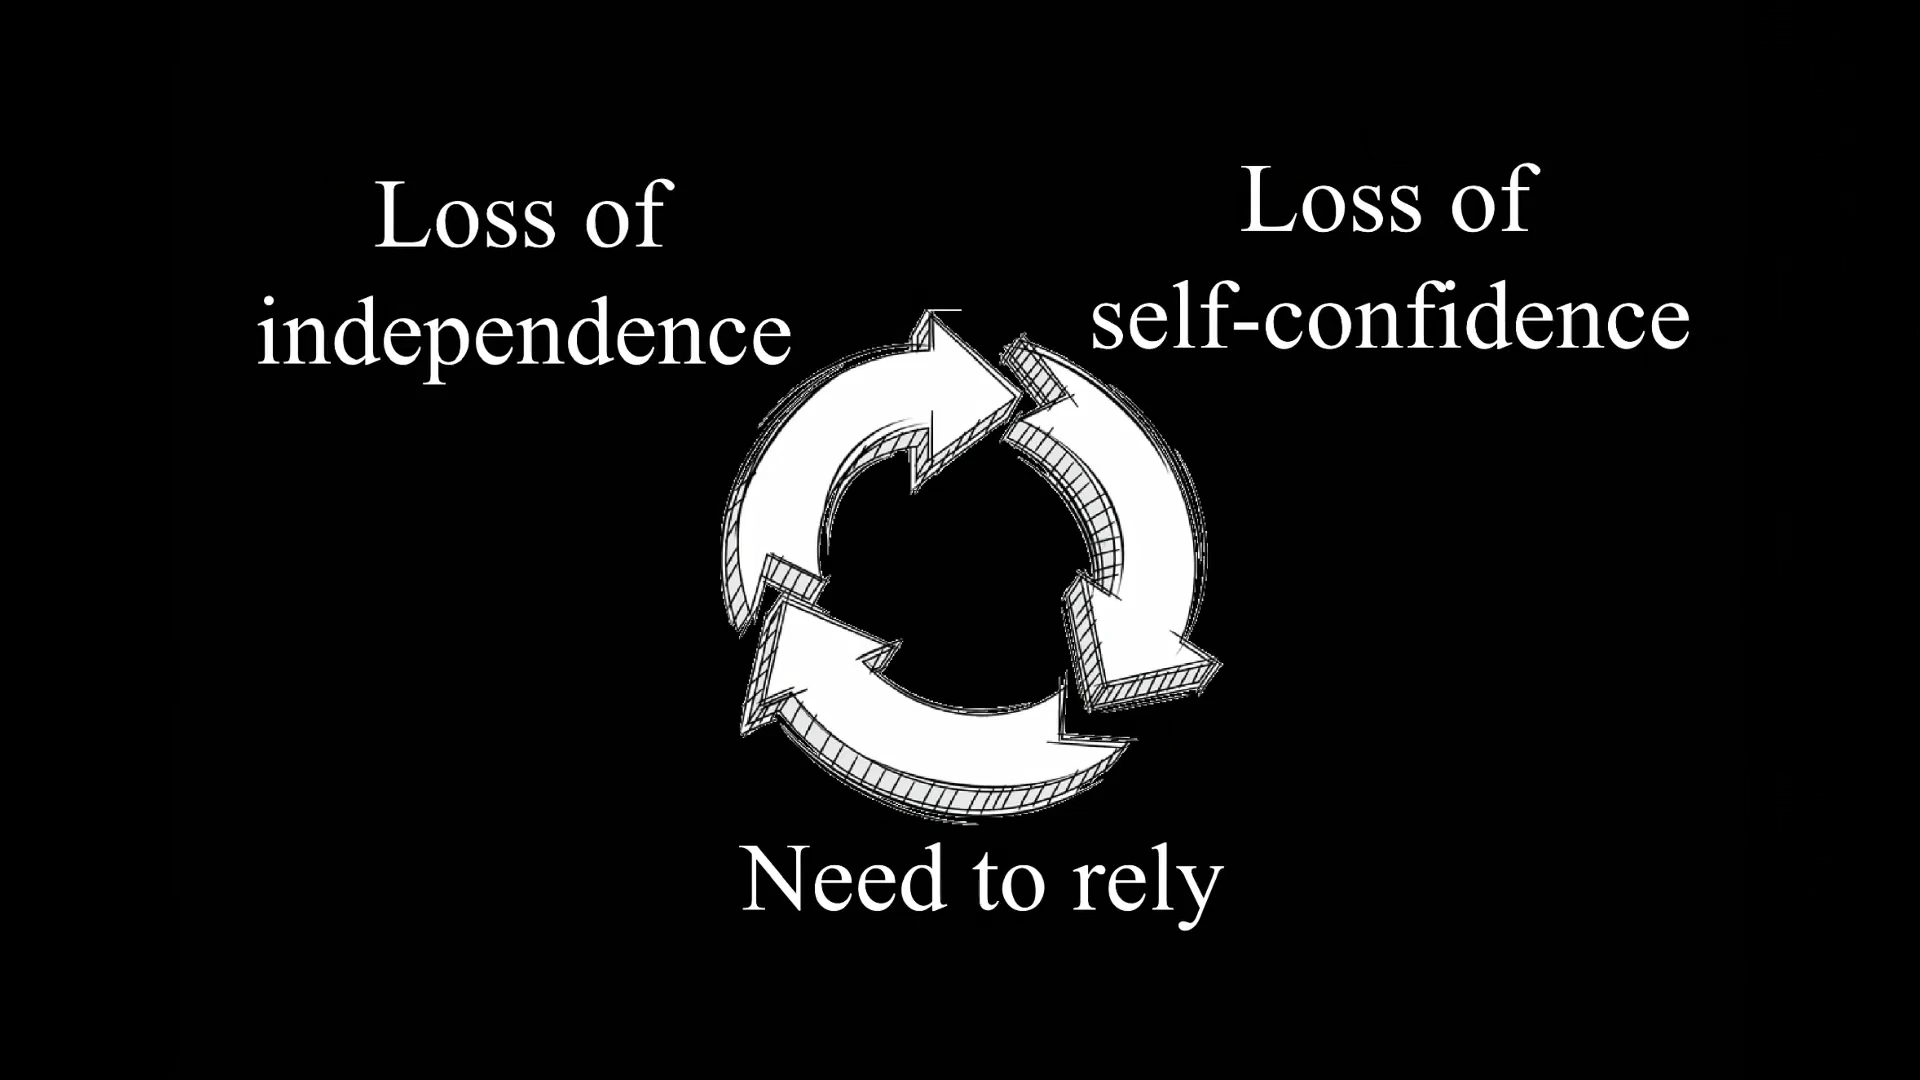 Loss of
independence
Loss of
self-confidence
Need to rely